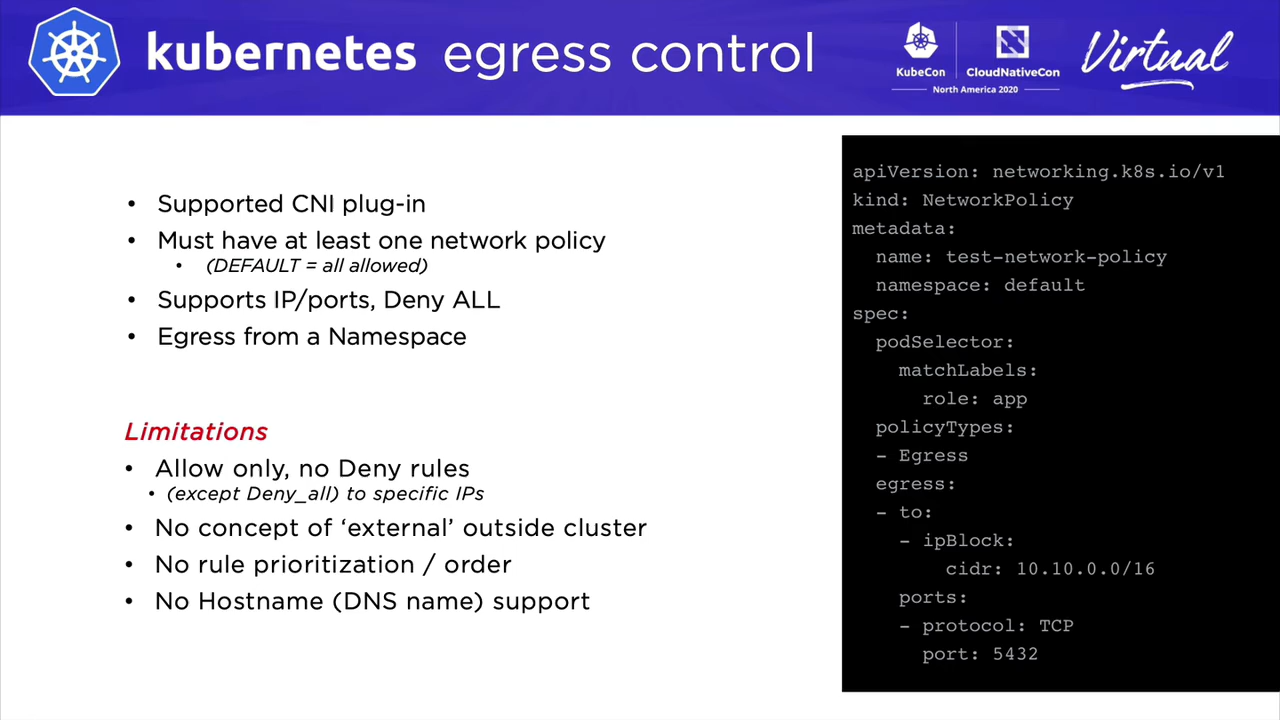 kubernetes egress control
KubeCon
CloudNativeCon
North America 2020
Virtual
• Supported CNI plug-in
• Must have at least one network policy
• (DEFAULT = all allowed)
• Supports IP/ports, Deny ALL
• Egress from a Namespace
Limitations
• Allow only, no Deny rules
• (except Deny_all) to specific IPs
• No concept of ‘external’ outside cluster
• No rule prioritization / order
• No Hostname (DNS name) support
apiVersion: networking.k8s.io/v1
kind: NetworkPolicy
metadata:
  name: test-network-policy
  namespace: default
spec:
  podSelector:
    matchLabels:
      role: app
  policyTypes:
  - Egress
  egress:
  - to:
    - ipBlock:
        cidr: 10.10.0.0/16
    ports:
    - protocol: TCP
      port: 5432